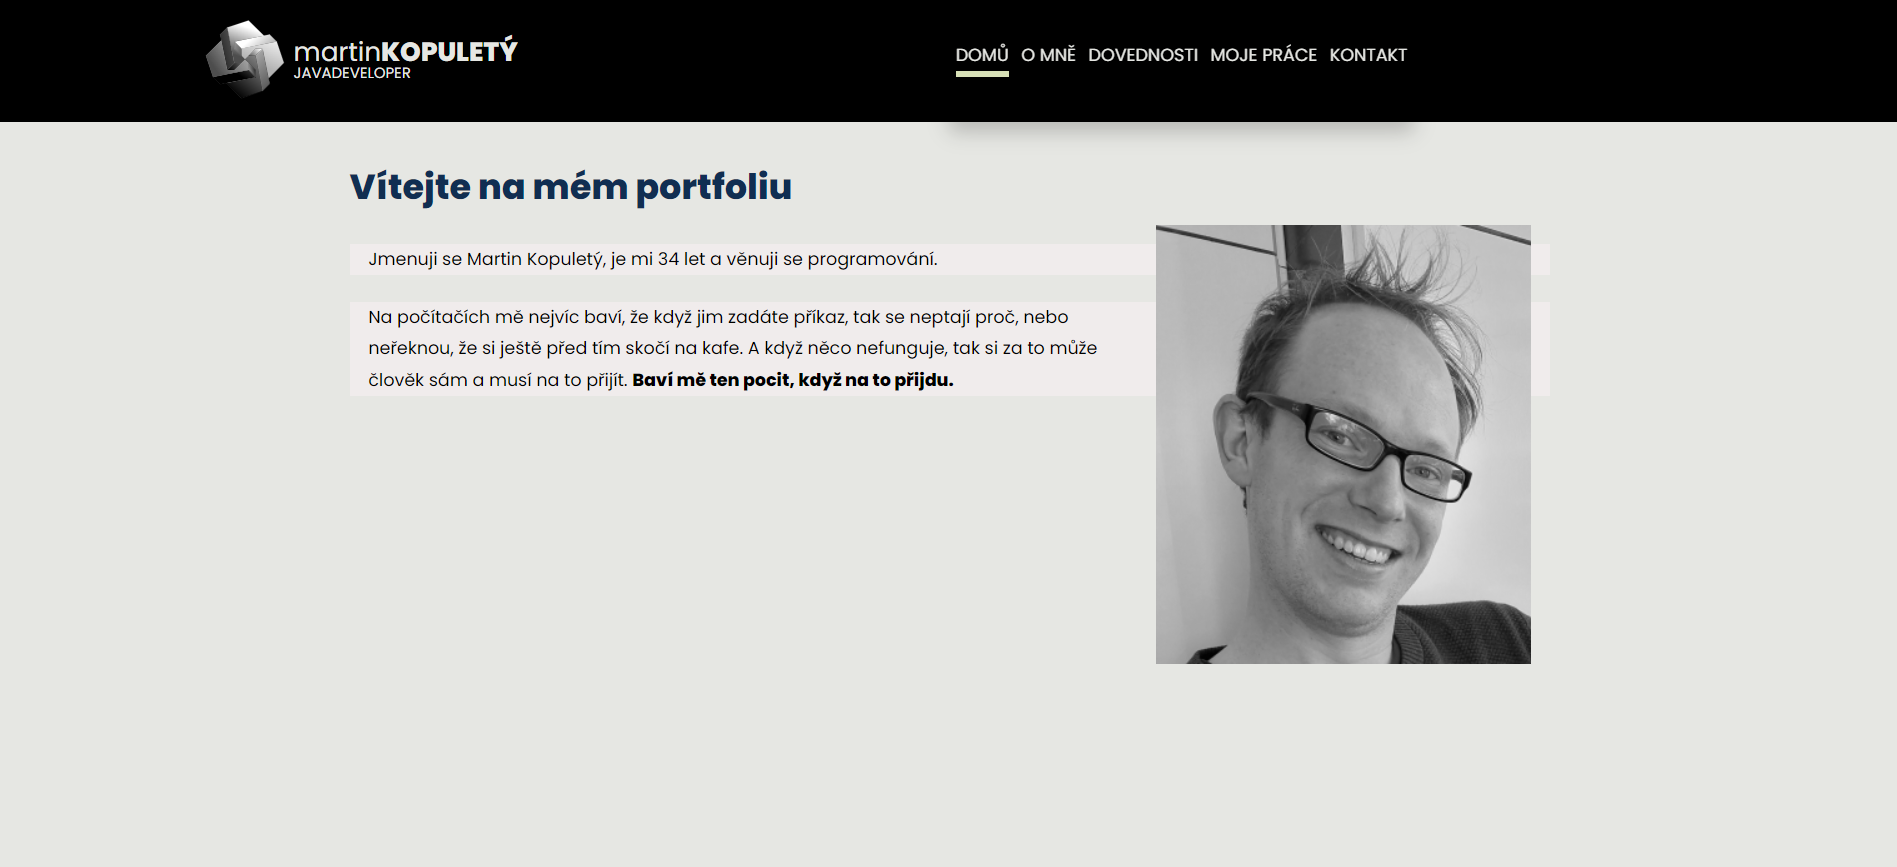 martinKOPULETÝ
JAVADEVELOPER
DOMŮ O MNĚ DOVEDNOSTI MOJE PRÁCE KONTAKT
Vítejte na mém portfoliu
Jmenuji se Martin Kopuletý, je mi 34 let a věnuji se programování.
Na počítačích mě nejvíc baví, že když jim zadáte příkaz, tak se neptají proč, nebo
neřeknou, že si ještě před tím skočí na kafe. A když něco nefunguje, tak si za to může
člověk sám a musí na to přijít. Baví mě ten pocit, když na to přijdu.